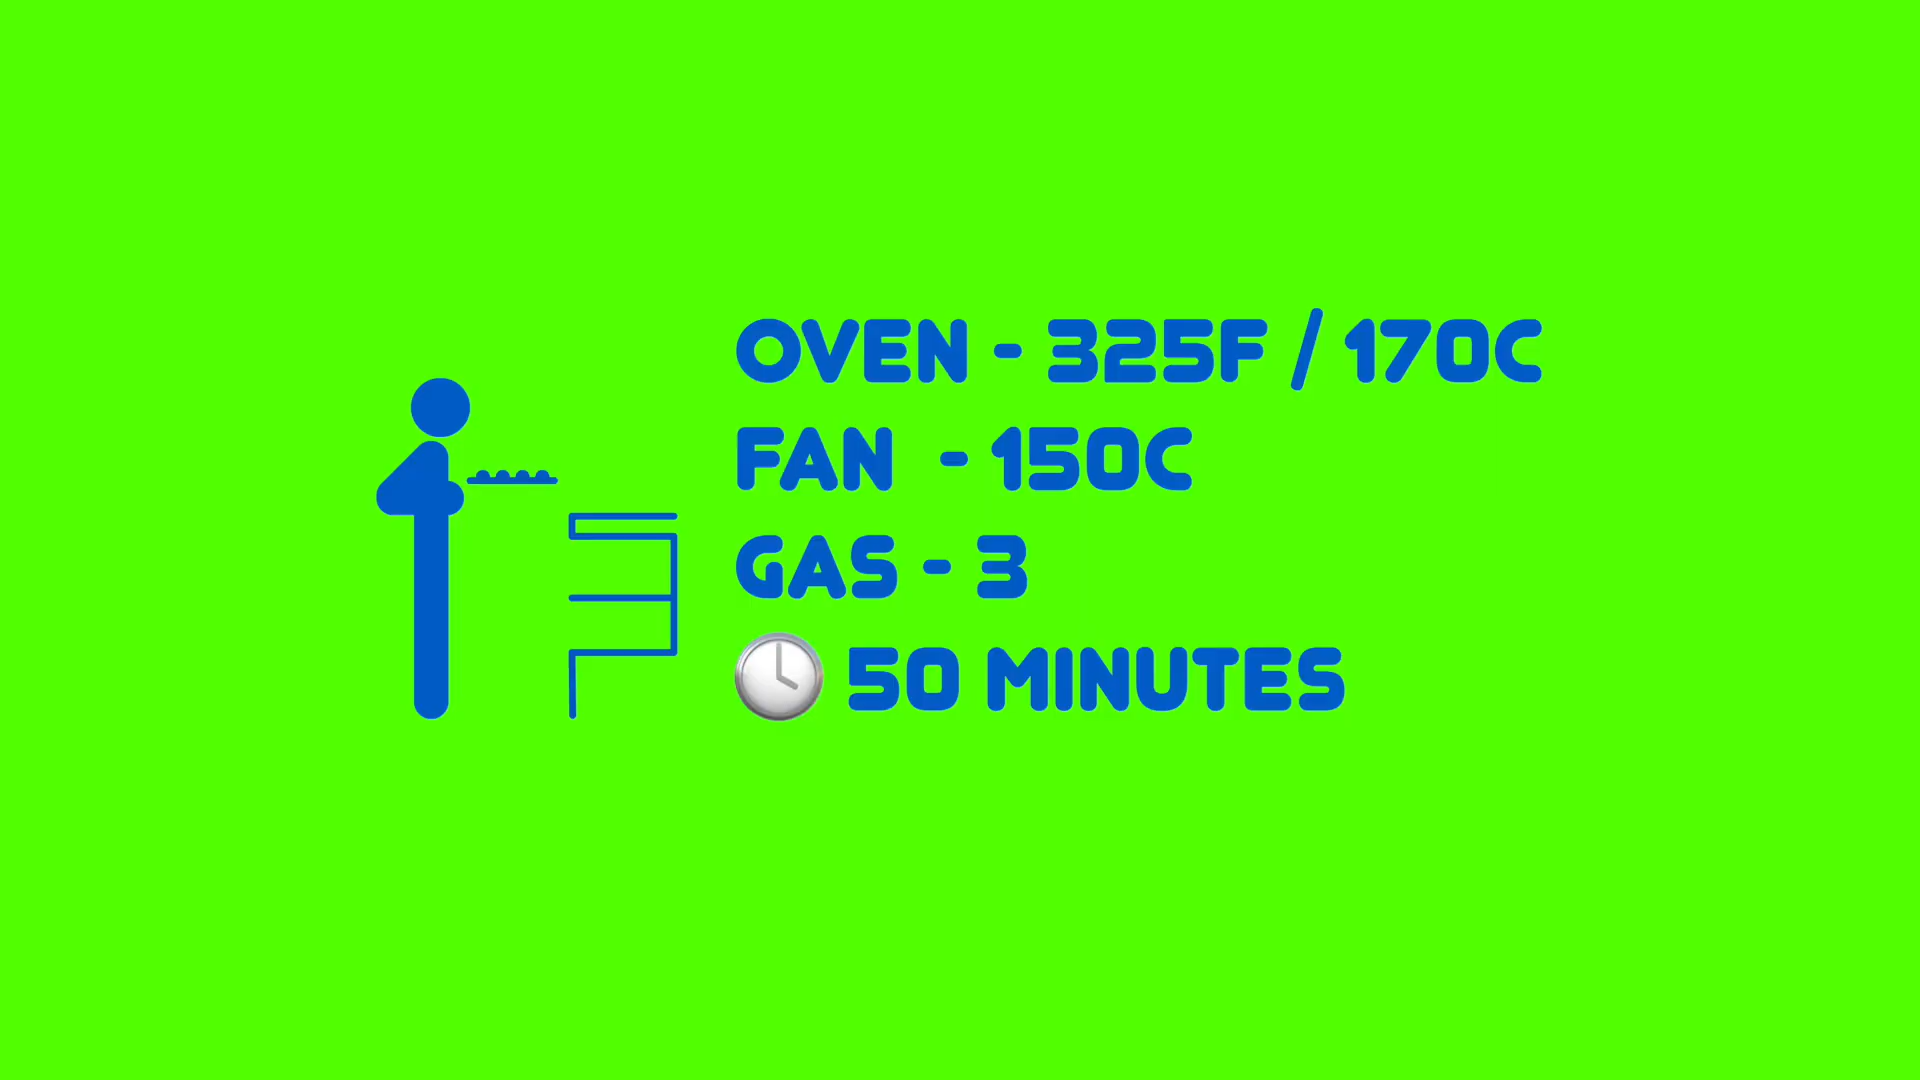 OVEN - 325F / 170C
FAN - 150C
GAS - 3
🕓 50 MINUTES